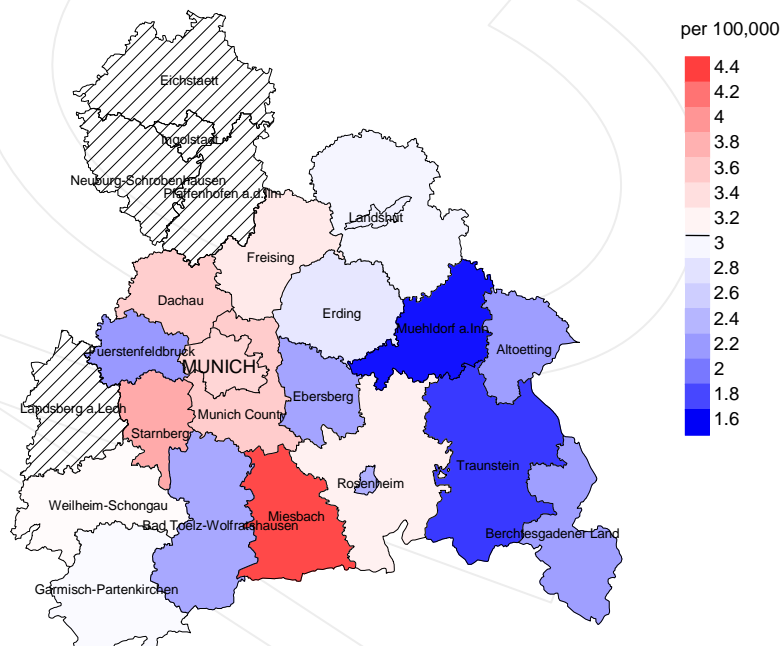 per 100,000
4.4
4.2
4
3.8
3.6
3.4
3.2
3
2.8
2.6
2.4
2.2
2
1.8
1.6
Eichstaett
Ingolstadt
Neuburg-Schrobenhausen
Pfaffenhofen a.d.Ilm
Landshut
Freising
Dachau
Erding
Muehldorf a.Inn
Altoetting
Fuerstenfeldbruck
MUNICH
Ebersberg
Landsberg a.Lech
Munich County
Starnberg
Traunstein
Rosenheim
Weilheim-Schongau
Miesbach
Bad Toelz-Wolfratshausen
Berchtesgadener Land
Garmisch-Partenkirchen